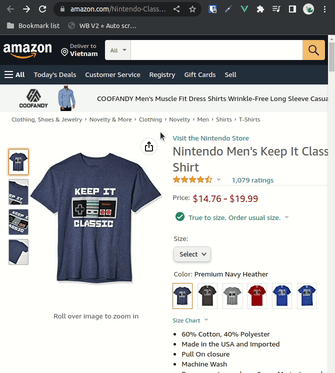 amazon.com/Nintendo-Clas…
Bookmark list
WB V2 ★ Auto scr…
amazon
Deliver to
Vietnam
All
All
Today's Deals
Customer Service
Registry
Gift Cards
Sell
COOFANDY
COOFANDY Men's Muscle Fit Dress Shirts Wrinkle-Free Long Sleeve Casua
Clothing, Shoes & Jewelry › Novelty & More › Clothing › Novelty › Men › Shirts › T-Shirts
Visit the Nintendo Store
Nintendo Men's Keep It Class
Shirt
1,079 ratings
Price: $14.76 - $19.99
True to size. Order usual size.
KEEP IT
CLASSIC
Size:
Select
Color: Premium Navy Heather
Roll over image to zoom in
Size Chart
• 60% Cotton, 40% Polyester
• Made in the USA and Imported
• Pull On closure
• Machine Wash